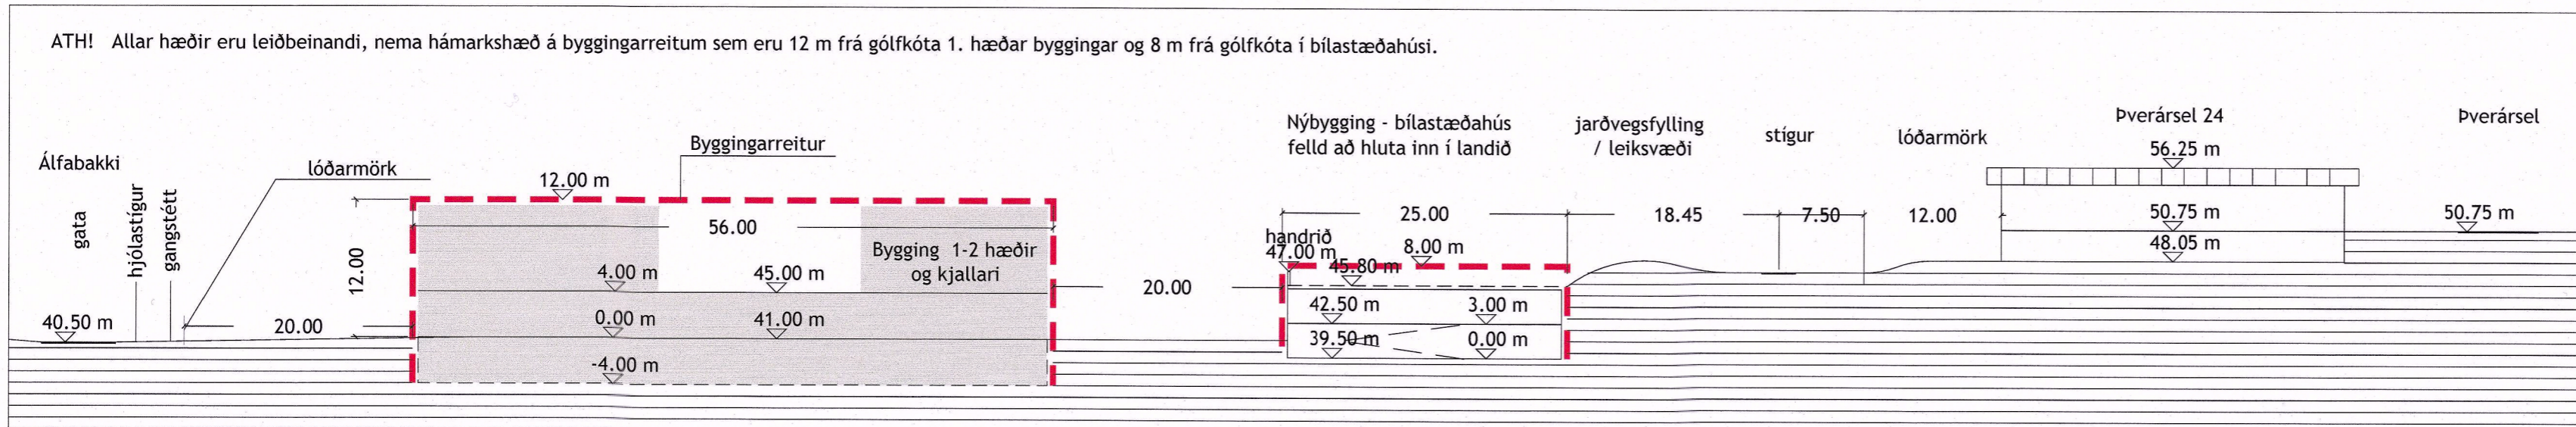 ATH! Allar hæðir eru leiðbeinandi, nema hámarkshæð á byggingarreitum sem eru 12 m frá gólfkóta 1. hæðar byggingar og 8 m frá gólfkóta í bílastæðahúsi.
Álfabakki
gata
hjólastígur
gangstétt
lóðarmörk
40.50 m
20.00
12.00
12.00 m
Byggingarreitur
56.00
Bygging 1-2 hæðir
og kjallari
4.00 m
45.00 m
0.00 m
41.00 m
-4.00 m
20.00
Nýbygging - bílastæðahús
felld að hluta inn í landið
25.00
handrið
47.00 m
8.00 m
45.80 m
42.50 m
3.00 m
39.50 m
0.00 m
jarðvegsfylling
/ leiksvæði
18.45
stígur
7.50
lóðarmörk
12.00
Þverársel 24
56.25 m
50.75 m
48.05 m
Þverársel
50.75 m